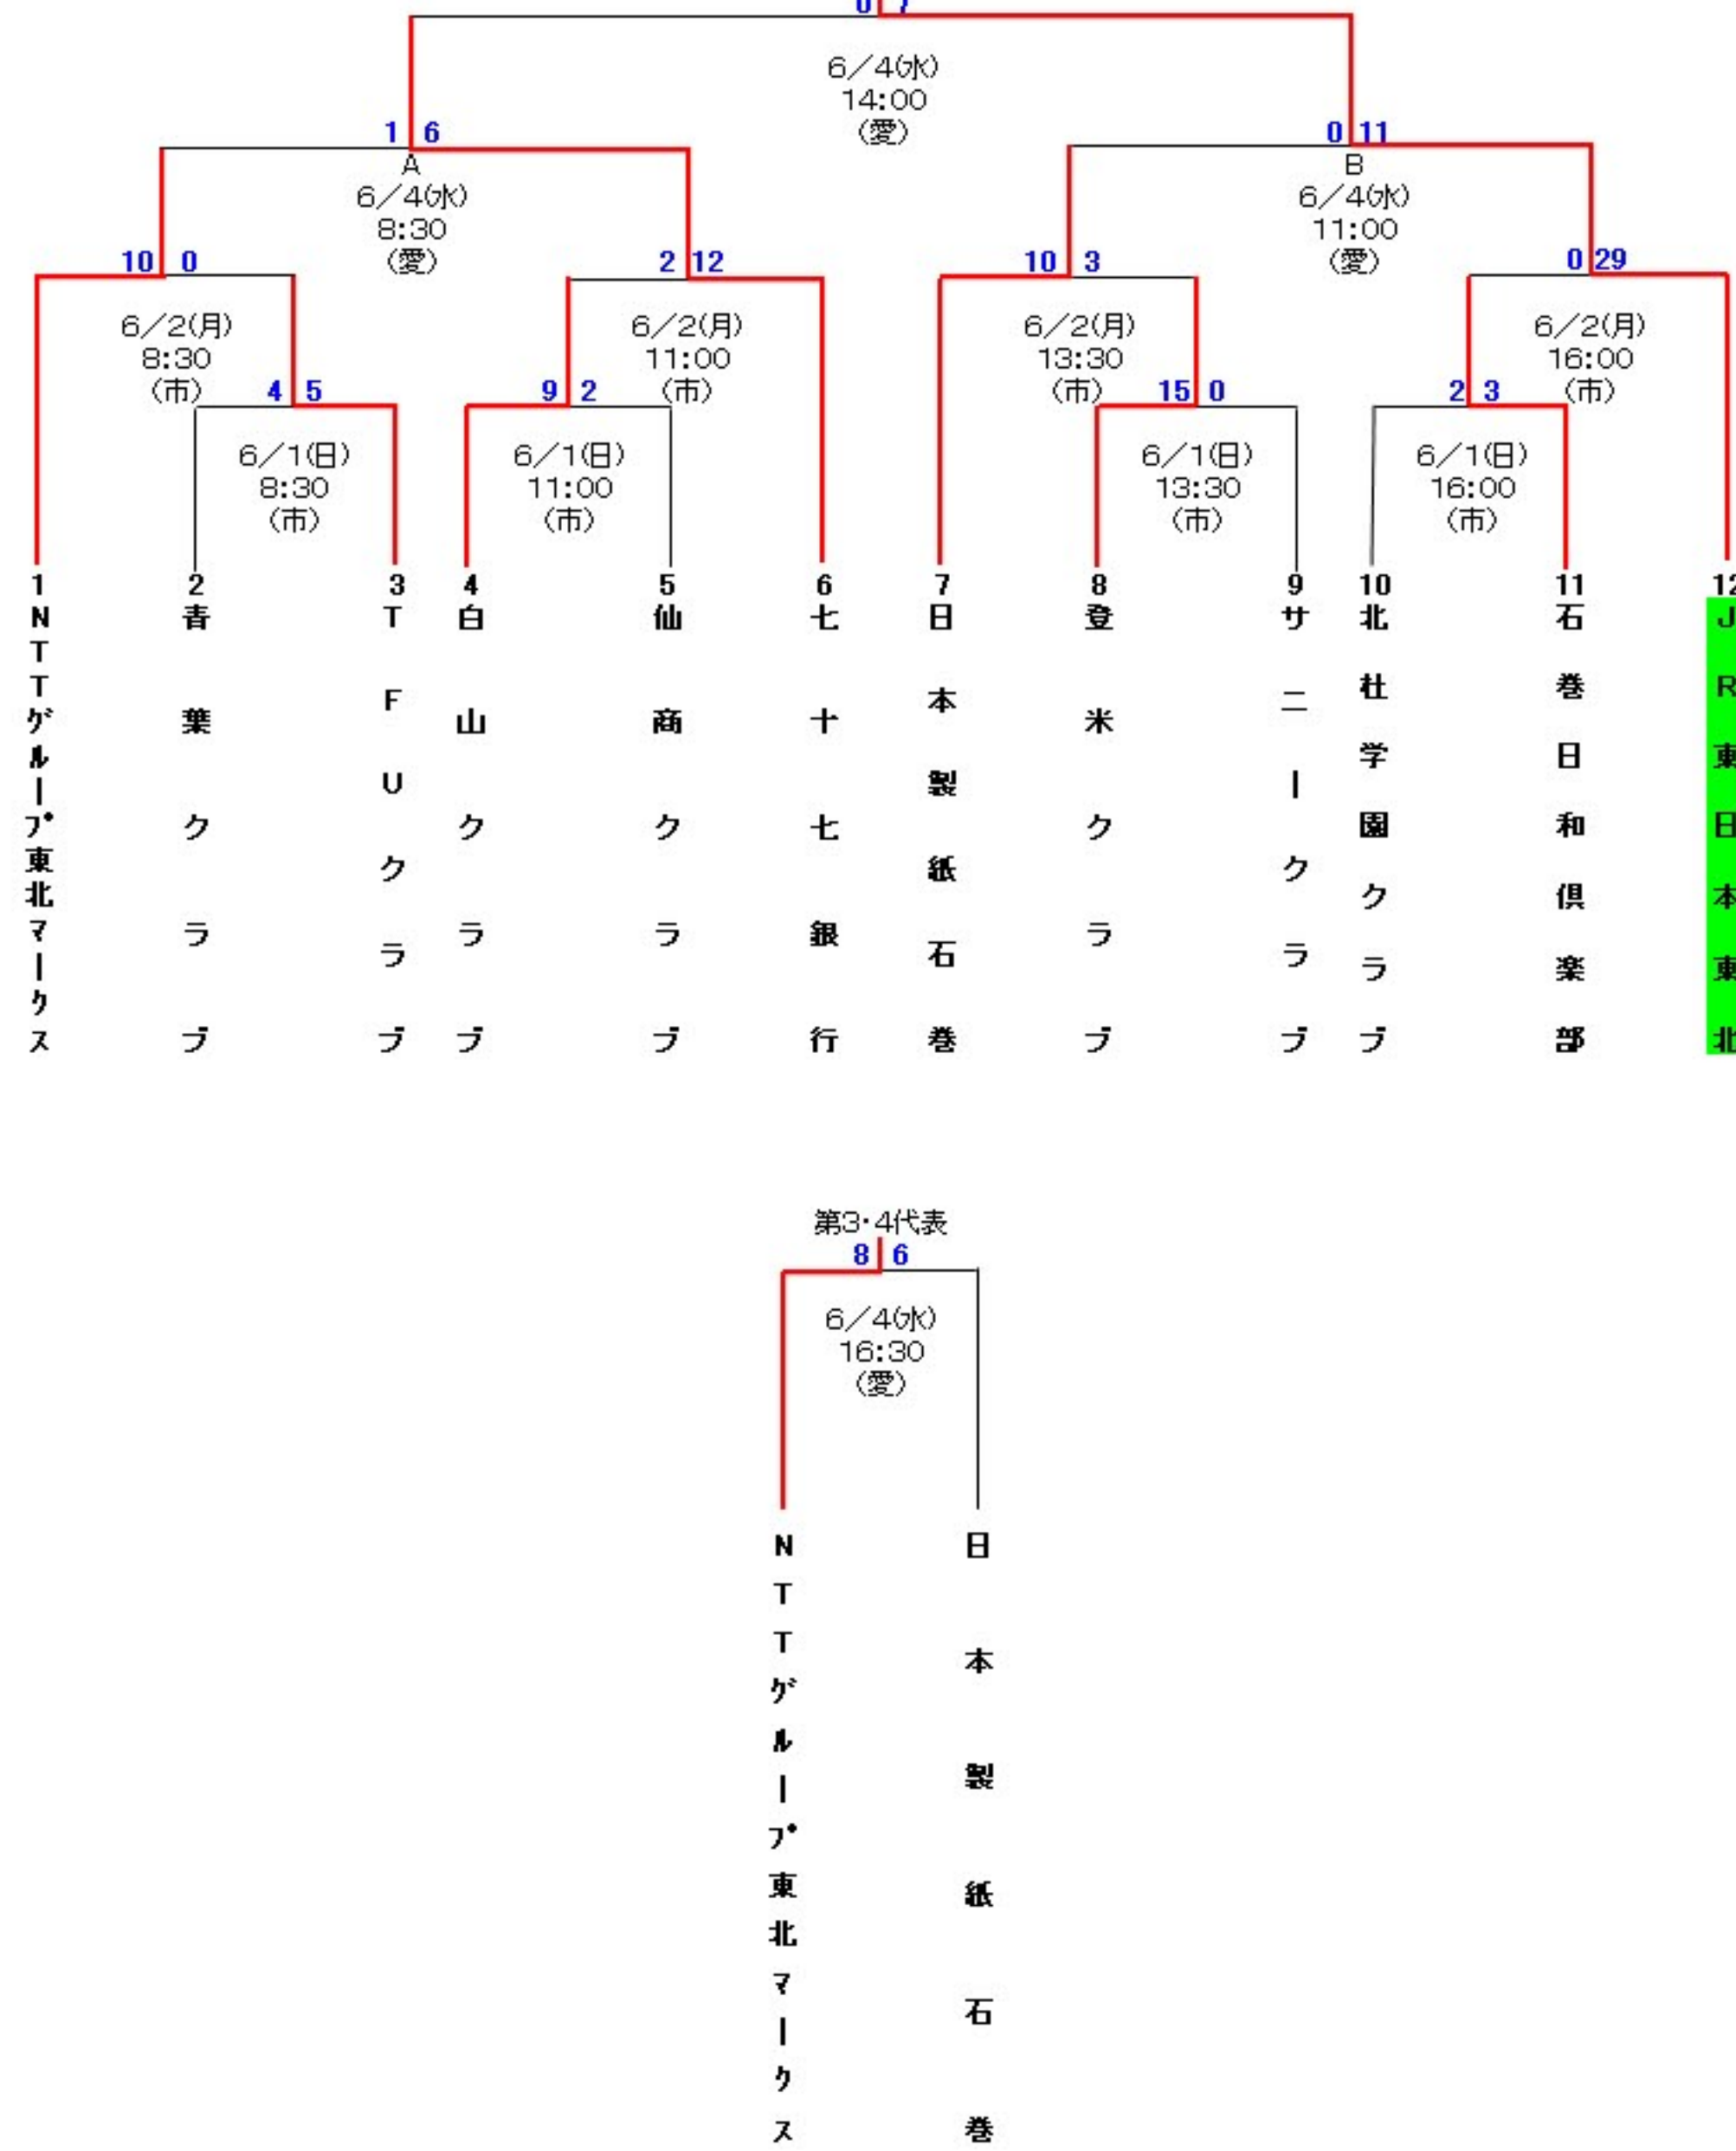 0 7
6／4(水)
14:00
(愛)
1 6
A
6／4(水)
8:30
(愛)
0 11
B
6／4(水)
11:00
(愛)
10 0
6／2(月)
8:30
(市)
2 12
6／2(月)
11:00
(市)
10 3
6／2(月)
13:30
(市)
0 29
6／2(月)
16:00
(市)
4 5
6／1(日)
8:30
(市)
9 2
6／1(日)
11:00
(市)
15 0
6／1(日)
13:30
(市)
2 3
6／1(日)
16:00
(市)
1
NTTｸﾞﾙｰﾌﾟ東北ﾏｰｸｽ
2
青葉クラブ
3
TFUクラブ
4
白山クラブ
5
仙商クラブ
6
七十七銀行
7
日本製紙石巻
8
登米クラブ
9
サニークラブ
10
北杜学園クラブ
11
石巻日和倶楽部
12
JR東日本東北
第3・4代表
8 6
6／4(水)
16:30
(愛)
NTTｸﾞﾙｰﾌﾟ東北ﾏｰｸｽ
日本製紙石巻